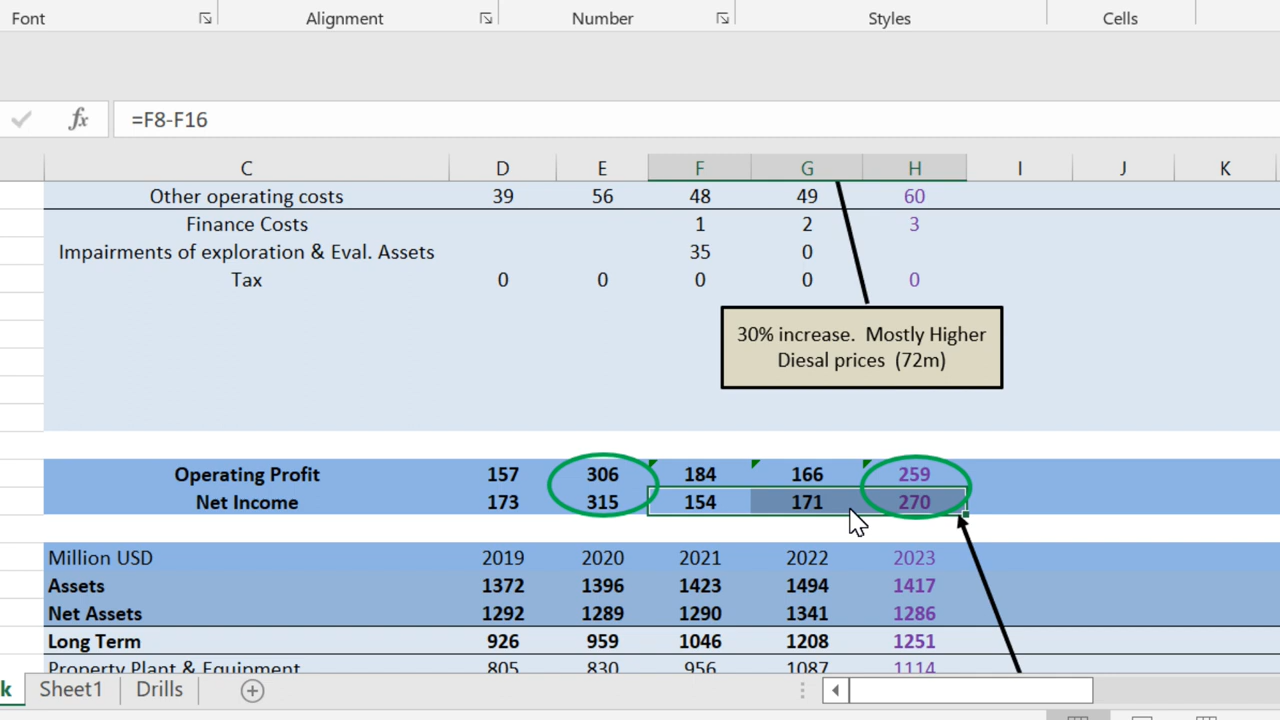 Font Alignment Number Styles Cells
fx =F8-F16
C D E F G H I J K
Other operating costs 39 56 48 49 60
Finance Costs 1 2 3
Impairments of exploration & Eval. Assets 35 0
Tax 0 0 0 0 0
30% increase. Mostly Higher
Diesal prices (72m)
Operating Profit 157 306 184 166 259
Net Income 173 315 154 171 270
Million USD 2019 2020 2021 2022 2023
Assets 1372 1396 1423 1494 1417
Net Assets 1292 1289 1290 1341 1286
Long Term 926 959 1046 1208 1251
Property Plant & Equipment 805 830 956 1087 1114
k Sheet1 Drills